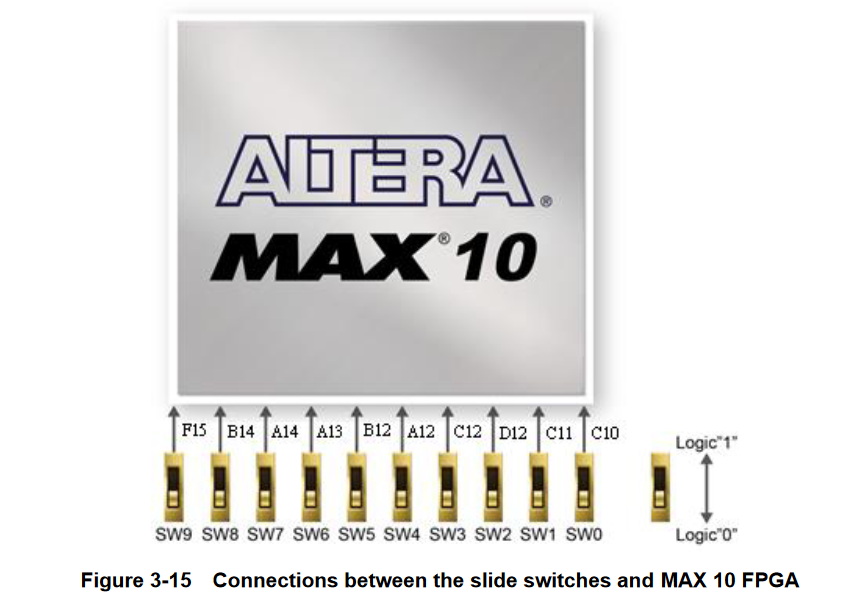 ALTERA®
MAX® 10
F15 B14 A14 A13 B12 A12 C12 D12 C11 C10
Logic"1"
SW9 SW8 SW7 SW6 SW5 SW4 SW3 SW2 SW1 SW0
Logic"0"
Figure 3-15 Connections between the slide switches and MAX 10 FPGA